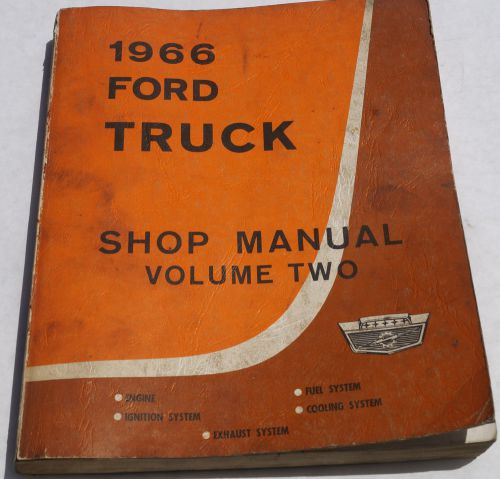 1966
FORD
TRUCK
SHOP MANUAL
VOLUME TWO
ENGINE
FUEL SYSTEM
IGNITION SYSTEM
COOLING SYSTEM
EXHAUST SYSTEM